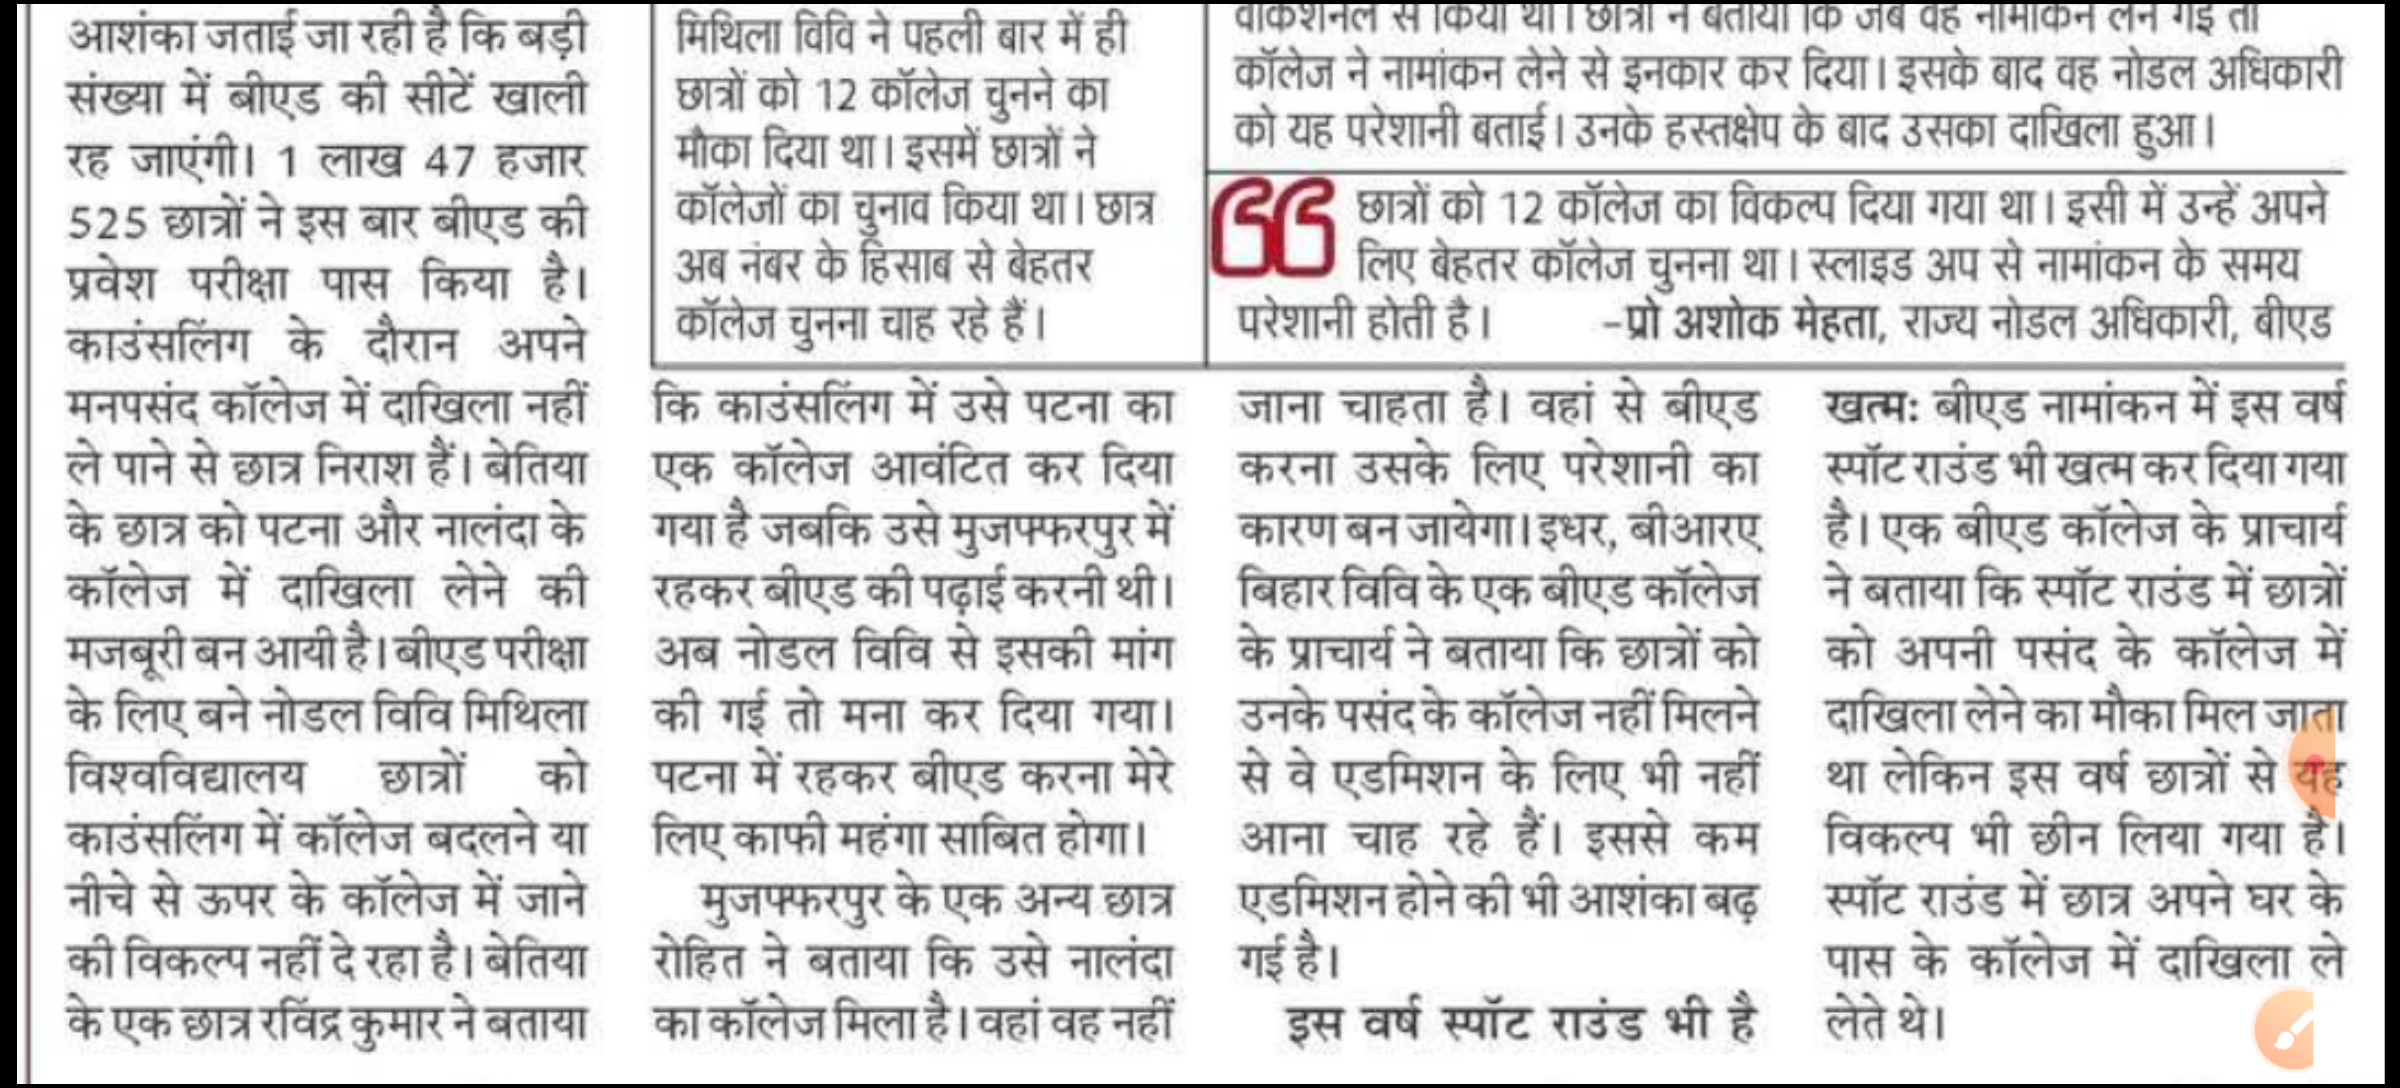 आशंका जताई जा रही है कि बड़ी
संख्या में बीएड की सीटें खाली
रह जाएंगी। 1 लाख 47 हजार
525 छात्रों ने इस बार बीएड की
प्रवेश परीक्षा पास किया है।
काउंसलिंग के दौरान अपने
मनपसंद कॉलेज में दाखिला नहीं
ले पाने से छात्र निराश हैं। बेतिया
के छात्र को पटना और नालंदा के
कॉलेज में दाखिला लेने की
मजबूरी बन आयी है। बीएड परीक्षा
के लिए बने नोडल विवि मिथिला
विश्वविद्यालय छात्रों को
काउंसलिंग में कॉलेज बदलने या
नीचे से ऊपर के कॉलेज में जाने
की विकल्प नहीं दे रहा है। बेतिया
के एक छात्र रविंद्र कुमार ने बताया
मिथिला विवि ने पहली बार में ही
छात्रों को 12 कॉलेज चुनने का
मौका दिया था। इसमें छात्रों ने
कॉलेजों का चुनाव किया था। छात्र
अब नंबर के हिसाब से बेहतर
कॉलेज चुनना चाह रहे हैं।
वोकेशनल से किया था। छात्रा ने बताया कि जब वह नामांकन लेने गई तो
कॉलेज ने नामांकन लेने से इनकार कर दिया। इसके बाद वह नोडल अधिकारी
को यह परेशानी बताई। उनके हस्तक्षेप के बाद उसका दाखिला हुआ।
छात्रों को 12 कॉलेज का विकल्प दिया गया था। इसी में उन्हें अपने
लिए बेहतर कॉलेज चुनना था। स्लाइड अप से नामांकन के समय
परेशानी होती है। -प्रो अशोक मेहता, राज्य नोडल अधिकारी, बीएड
कि काउंसलिंग में उसे पटना का
एक कॉलेज आवंटित कर दिया
गया है जबकि उसे मुजफ्फरपुर में
रहकर बीएड की पढ़ाई करनी थी।
अब नोडल विवि से इसकी मांग
की गई तो मना कर दिया गया।
पटना में रहकर बीएड करना मेरे
लिए काफी महंगा साबित होगा।
मुजफ्फरपुर के एक अन्य छात्र
रोहित ने बताया कि उसे नालंदा
का कॉलेज मिला है। वहां वह नहीं
जाना चाहता है। वहां से बीएड
करना उसके लिए परेशानी का
कारण बन जायेगा। इधर, बीआरए
बिहार विवि के एक बीएड कॉलेज
के प्राचार्य ने बताया कि छात्रों को
उनके पसंद के कॉलेज नहीं मिलने
से वे एडमिशन के लिए भी नहीं
आना चाह रहे हैं। इससे कम
एडमिशन होने की भी आशंका बढ़
गई है।
इस वर्ष स्पॉट राउंड भी है
खत्म: बीएड नामांकन में इस वर्ष
स्पॉट राउंड भी खत्म कर दिया गया
है। एक बीएड कॉलेज के प्राचार्य
ने बताया कि स्पॉट राउंड में छात्रों
को अपनी पसंद के कॉलेज में
दाखिला लेने का मौका मिल जाता
था लेकिन इस वर्ष छात्रों से यह
विकल्प भी छीन लिया गया है।
स्पॉट राउंड में छात्र अपने घर के
पास के कॉलेज में दाखिला ले
लेते थे।